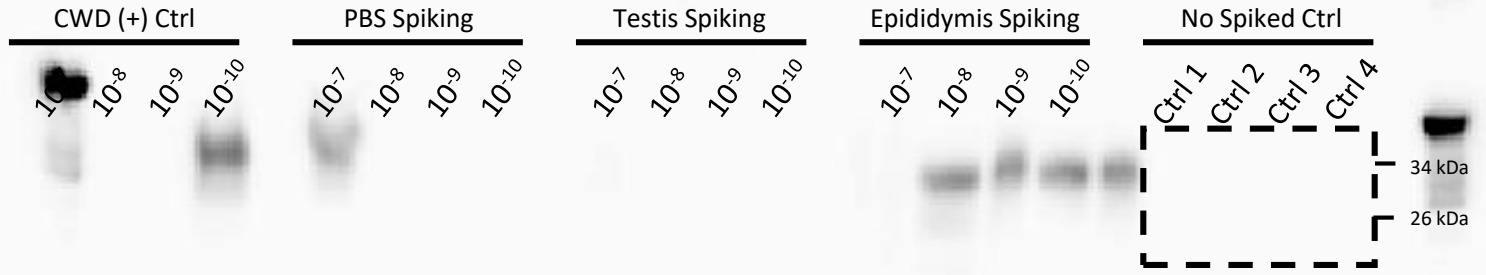 CWD (+) Ctrl PBS Spiking Testis Spiking Epididymis Spiking No Spiked Ctrl
10⁻⁸ 10⁻⁹ 10⁻¹⁰ 10⁻⁷ 10⁻⁸ 10⁻⁹ 10⁻¹⁰ 10⁻⁷ 10⁻⁸ 10⁻⁹ 10⁻¹⁰ 10⁻⁷ 10⁻⁸ 10⁻⁹ 10⁻¹⁰ Ctrl 1 Ctrl 2 Ctrl 3 Ctrl 4
34 kDa
26 kDa